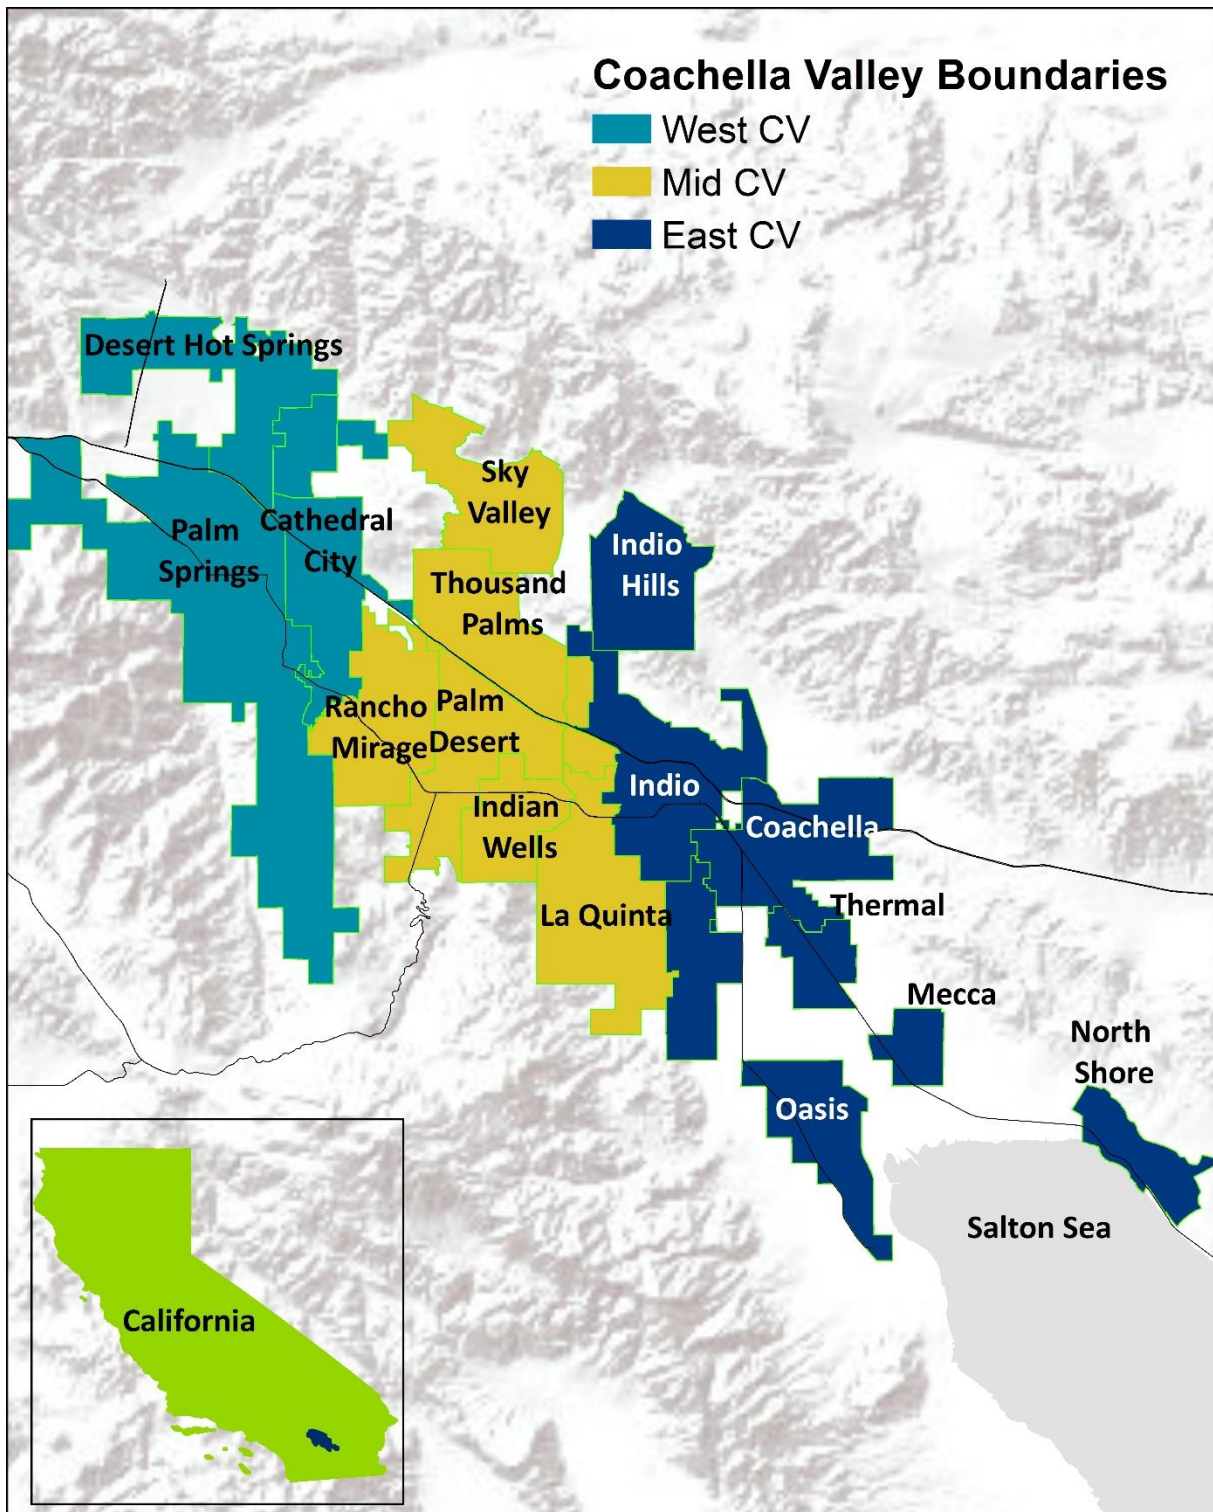 Coachella Valley Boundaries
West CV
Mid CV
East CV
Desert Hot Springs
Sky
Valley
Palm
Springs
Cathedral
City
Indio
Hills
Thousand
Palms
Rancho
Mirage
Palm
Desert
Indio
Indian
Wells
Coachella
La Quinta
Thermal
Mecca
North
Shore
Oasis
Salton Sea
California